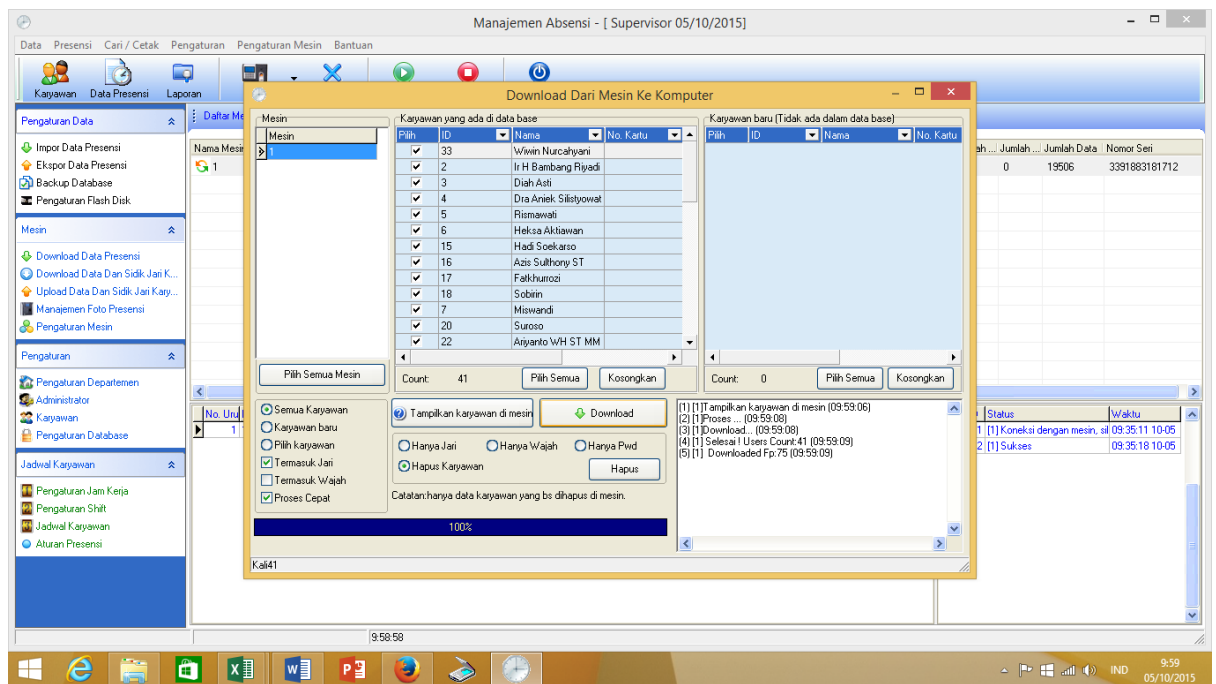 Manajemen Absensi - [ Supervisor 05/10/2015]
Data Presensi Cari / Cetak Pengaturan Pengaturan Mesin Bantuan
Karyawan Data Presensi Laporan
Pengaturan Data
Impor Data Presensi
Ekspor Data Presensi
Backup Database
Pengaturan Flash Disk
Mesin
Download Data Presensi
Download Data Dan Sidik Jari K...
Upload Data Dan Sidik Jari Kary...
Manajemen Foto Presensi
Pengaturan Mesin
Pengaturan
Pengaturan Departemen
Administrator
Karyawan
Pengaturan Database
Jadwal Karyawan
Pengaturan Jam Kerja
Pengaturan Shift
Jadwal Karyawan
Aturan Presensi
Daftar Me
Nama Mesin
1
No. Urut
1
Download Dari Mesin Ke Komputer
Mesin
Mesin
1
Pilih Semua Mesin
Karyawan yang ada di data base
Pilih ID Nama No. Kartu
33 Wiwin Nurcahyani
2 Ir H Bambang Riyadi
3 Diah Asti
4 Dra Aniek Silistyowat
5 Rismawati
6 Heksa Aktiawan
15 Hadi Soekarso
16 Azis Sulthony ST
17 Fatkhurrozi
18 Sobirin
7 Miswandi
20 Suroso
22 Ariyanto WH ST MM
Count: 41 Pilih Semua Kosongkan
Karyawan baru (Tidak ada dalam data base)
Pilih ID Nama No. Kartu
Count: 0 Pilih Semua Kosongkan
Semua Karyawan
Karyawan baru
Pilih karyawan
Termasuk Jari
Termasuk Wajah
Proses Cepat
Tampilkan karyawan di mesin Download
Hanya Jari Hanya Wajah Hanya Pwd
Hapus Karyawan Hapus
Catatan:hanya data karyawan yang bs dihapus di mesin.
100%
(1) [1]Tampilkan karyawan di mesin (09:59:06)
(2) [1]Proses ... (09:59:08)
(3) [1]Download... (09:59:08)
(4) [1] Selesai ! Users Count:41 (09:59:09)
(5) [1] Downloaded Fp:75 (09:59:09)
Kali41
ah ... Jumlah ... Jumlah Data Nomor Seri
0 19506 3391883181712
Status Waktu
1 [1] Koneksi dengan mesin, sil 09:35:11 10-05
2 [1] Sukses 09:35:18 10-05
9:58:58
IND
9:59
05/10/2015